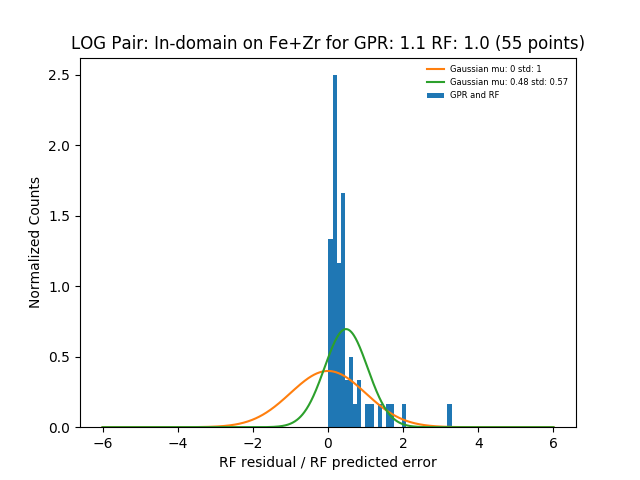 LOG Pair: In-domain on Fe+Zr for GPR: 1.1 RF: 1.0 (55 points)
Gaussian mu: 0 std: 1
Gaussian mu: 0.48 std: 0.57
GPR and RF
Normalized Counts
2.5
2.0
1.5
1.0
0.5
0.0
−6 −4 −2 0 2 4 6
RF residual / RF predicted error